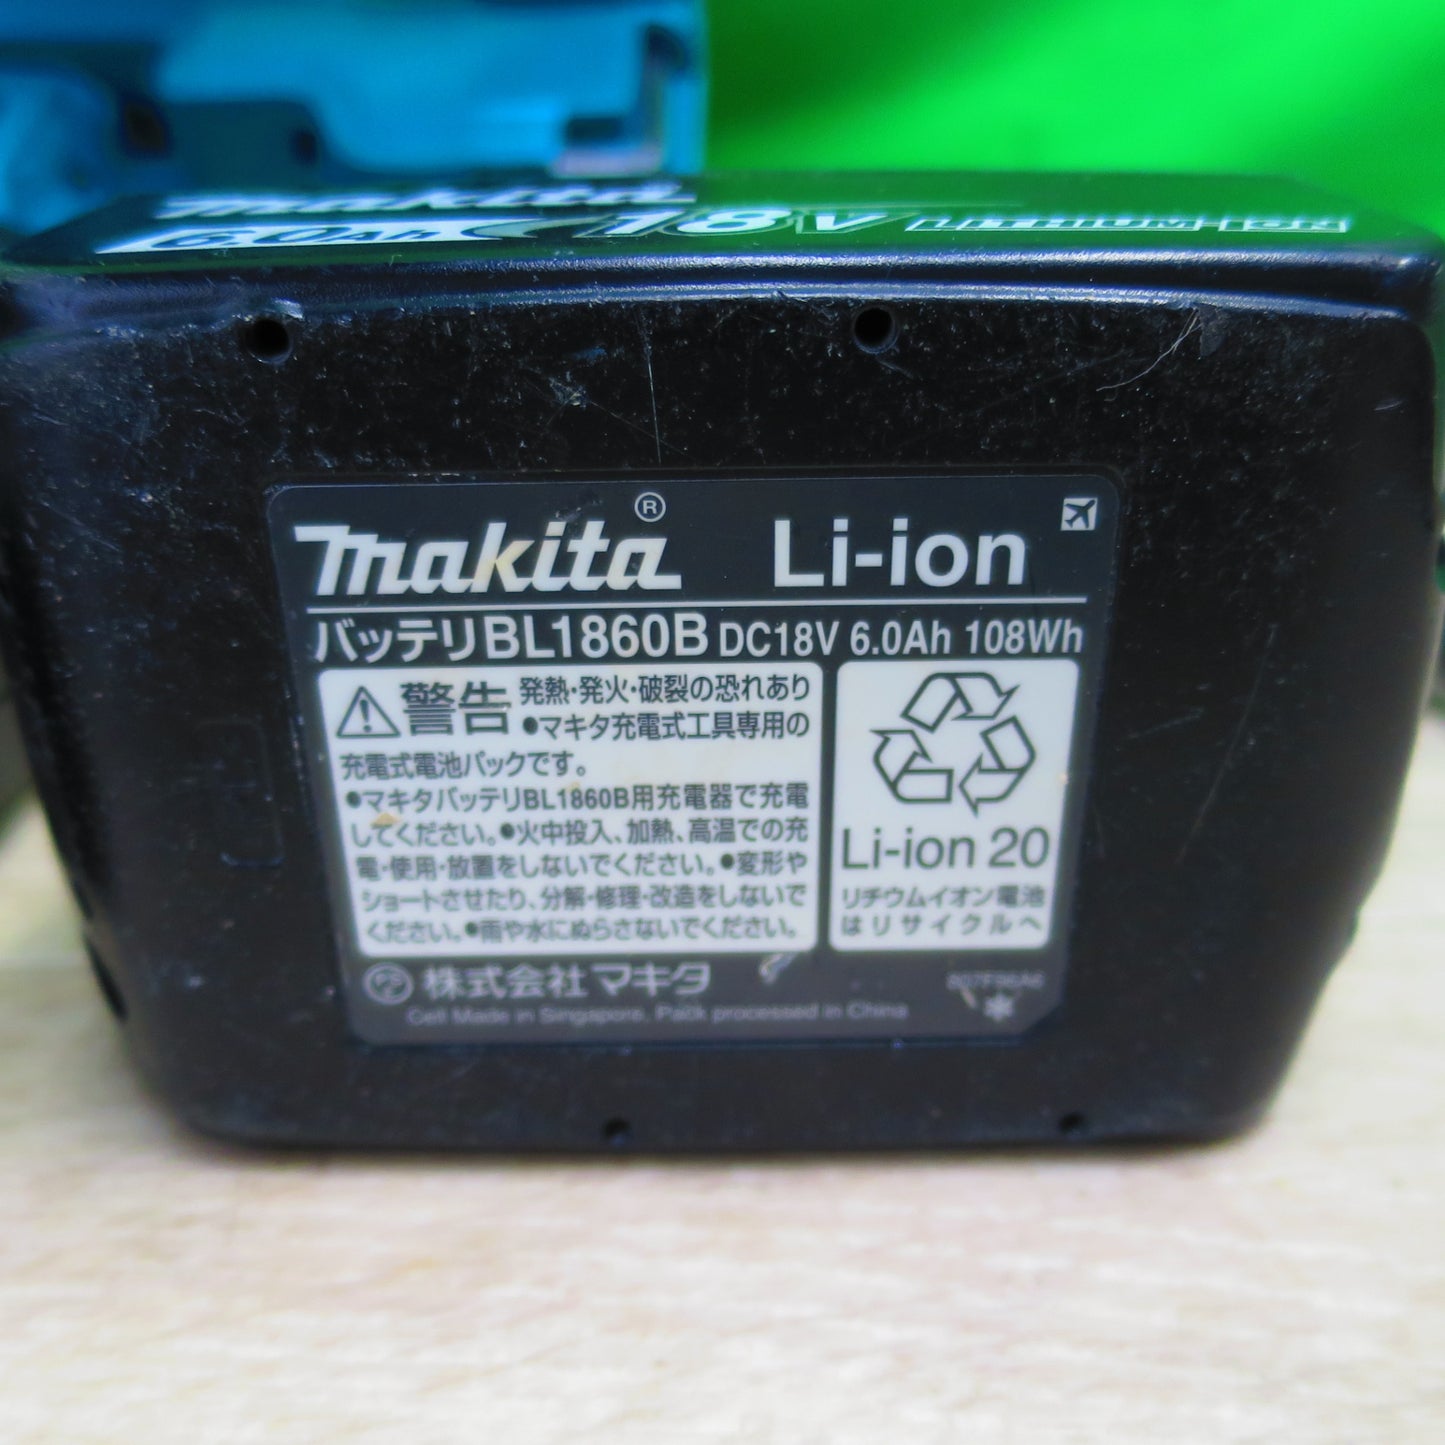 makita
6.0Ah 18V LITHIUM-ION
makita® Li-ion
バッテリBL1860B DC18V 6.0Ah 108Wh
警告 発熱・発火・破裂の恐れあり
●マキタ充電式工具専用の
充電式電池パックです。
●マキタバッテリBL1860B用充電器で充電
してください。●火中投入、加熱、高温での充
電・使用・放置をしないでください。●変形や
ショートさせたり、分解・修理・改造をしないで
ください。●雨や水にぬらさないでください。
Li-ion 20
リチウムイオン電池
はリサイクルへ
株式会社マキタ
Cell Made in Singapore, Pack processed in China